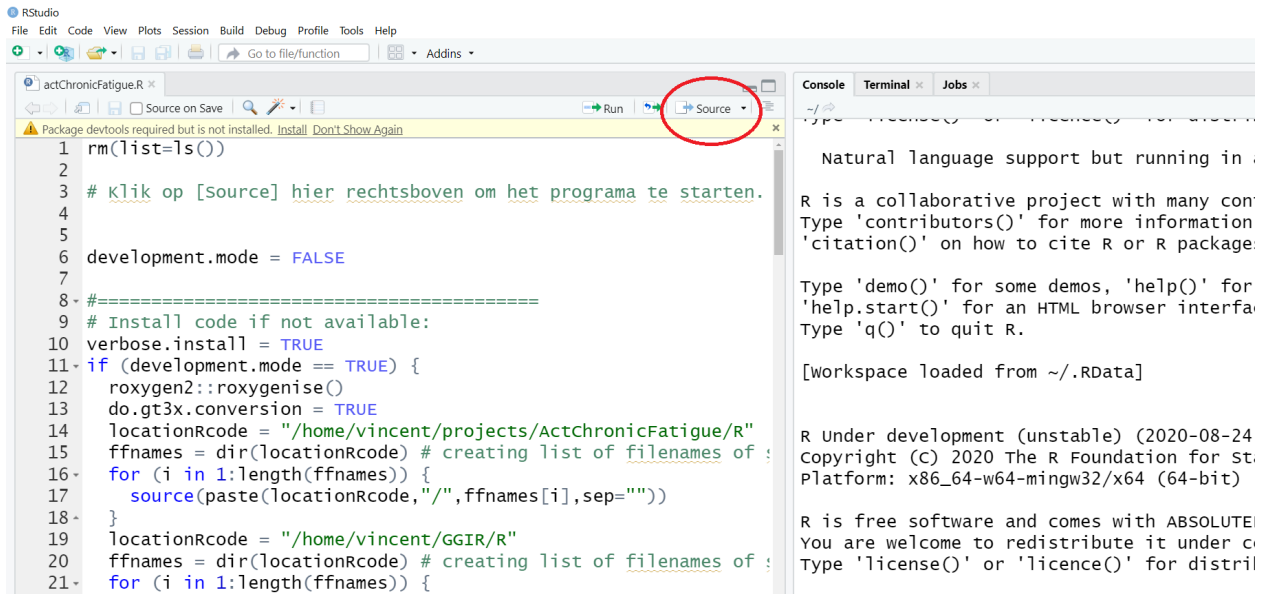 RStudio
File Edit Code View Plots Session Build Debug Profile Tools Help
Go to file/function Addins
actChronicFatigue.R
Source on Save Run Source
Package devtools required but is not installed. Install Don't Show Again
1 rm(list=ls())
2
3 # Klik op [Source] hier rechtsboven om het programa te starten.
4
5
6 development.mode = FALSE
7
8 #=========================================
9 # Install code if not available:
10 verbose.install = TRUE
11 if (development.mode == TRUE) {
12 roxygen2::roxygenise()
13 do.gt3x.conversion = TRUE
14 locationRcode = "/home/vincent/projects/ActChronicFatigue/R"
15 ffnames = dir(locationRcode) # creating list of filenames of
16 for (i in 1:length(ffnames)) {
17 source(paste(locationRcode,"/",ffnames[i],sep=""))
18 }
19 locationRcode = "/home/vincent/GGIR/R"
20 ffnames = dir(locationRcode) # creating list of filenames of
21 for (i in 1:length(ffnames)) {
Console Terminal Jobs
~/
Type 'license()' or 'licence()' for distri
Natural language support but running in
R is a collaborative project with many con
Type 'contributors()' for more information
'citation()' on how to cite R or R packages
Type 'demo()' for some demos, 'help()' for
'help.start()' for an HTML browser interfa
Type 'q()' to quit R.
[Workspace loaded from ~/.RData]
R Under development (unstable) (2020-08-24
Copyright (C) 2020 The R Foundation for Sta
Platform: x86_64-w64-mingw32/x64 (64-bit)
R is free software and comes with ABSOLUTE
You are welcome to redistribute it under c
Type 'license()' or 'licence()' for distri